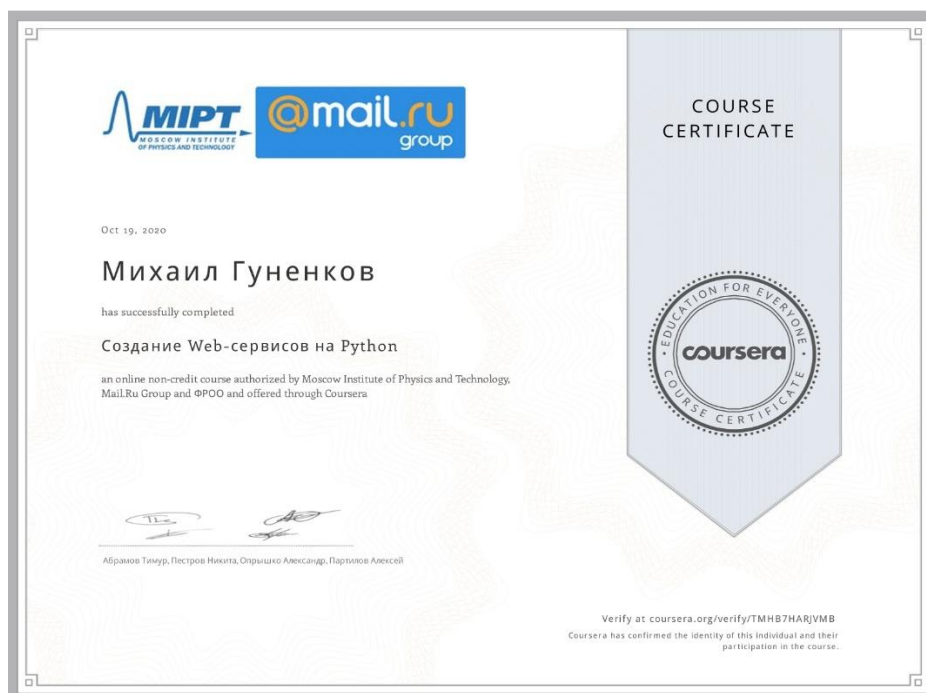 MIPT
MOSCOW INSTITUTE
OF PHYSICS AND TECHNOLOGY
@mail.ru
group
COURSE
CERTIFICATE
Oct 19, 2020
Михаил Гуненков
has successfully completed
Создание Web-сервисов на Python
an online non-credit course authorized by Moscow Institute of Physics and Technology,
Mail.Ru Group and ФРОО and offered through Coursera
EDUCATION FOR EVERYONE
coursera
COURSE CERTIFICATE
Абрамов Тимур, Пестров Никита, Опрышко Александр, Партилов Алексей
Verify at coursera.org/verify/TMHB7HARJVMB
Coursera has confirmed the identity of this individual and their
participation in the course.